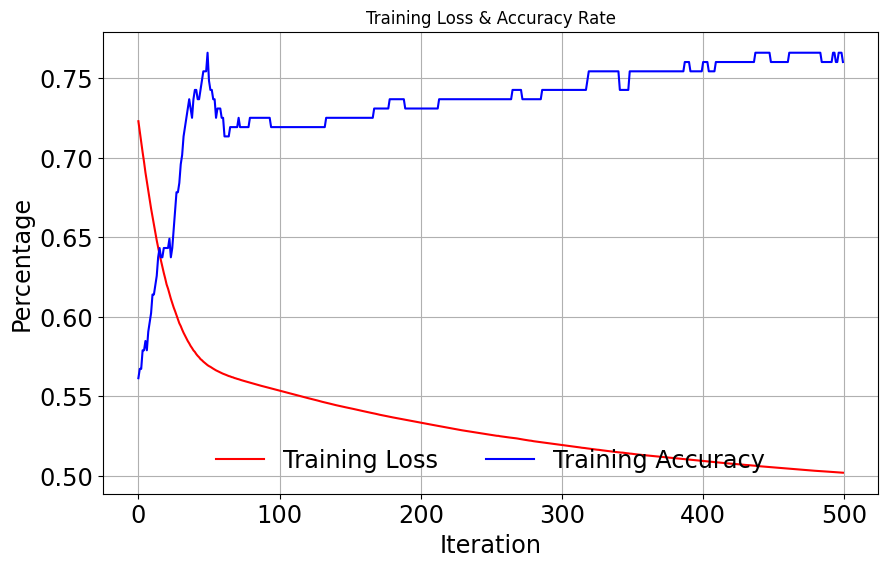 Training Loss & Accuracy Rate
Percentage
0.75
0.70
0.65
0.60
0.55
0.50
Training Loss Training Accuracy
0 100 200 300 400 500
Iteration